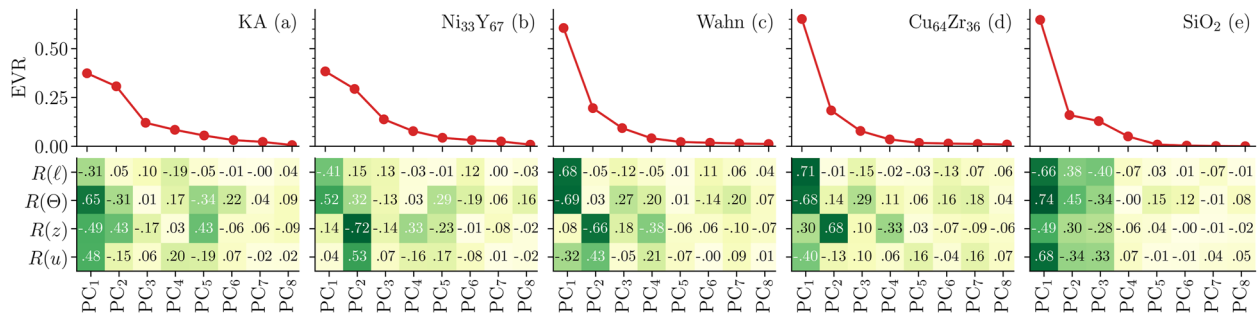 KA (a) Ni₃₃Y₆₇ (b) Wahn (c) Cu₆₄Zr₃₆ (d) SiO₂ (e)
EVR
0.50
0.25
0.00
R(ℓ) -.31 .05 .10 -.19 -.05 -.01 -.00 .04 -.41 .15 .13 -.03 -.01 .12 .00 -.03 .68 -.05 -.12 -.05 .01 .11 .06 .04 .71 -.01 -.15 -.02 -.03 -.13 .07 .06 -.66 .38 -.40 -.07 .03 .01 -.07 -.01
R(Θ) .65 -.31 .01 .17 -.34 .22 .04 .09 .52 .32 -.13 .03 .29 -.19 .06 .16 -.69 .03 .27 .20 .01 -.14 .20 .07 -.68 .14 .29 .11 .06 .16 .18 .04 .74 -.45 -.34 -.00 .15 .12 -.01 .08
R(z) -.49 -.43 -.17 .03 -.43 -.06 -.06 -.09 .14 -.72 -.14 .33 -.23 -.01 -.08 -.02 .08 -.66 .18 -.38 -.06 -.06 -.10 -.07 .30 .68 .10 -.33 -.03 -.07 -.09 -.06 -.49 .30 -.28 -.06 .04 -.00 -.01 -.02
R(u) .48 -.15 .06 .20 -.19 .07 -.02 .02 .04 .53 .07 -.16 -.17 .08 -.01 .02 -.32 .43 -.05 .21 -.07 -.00 .09 .01 -.40 -.13 .10 .06 .16 -.04 .16 .07 .68 -.34 .33 .07 -.01 -.01 .04 .05
PC₁ PC₂ PC₃ PC₄ PC₅ PC₆ PC₇ PC₈ PC₁ PC₂ PC₃ PC₄ PC₅ PC₆ PC₇ PC₈ PC₁ PC₂ PC₃ PC₄ PC₅ PC₆ PC₇ PC₈ PC₁ PC₂ PC₃ PC₄ PC₅ PC₆ PC₇ PC₈ PC₁ PC₂ PC₃ PC₄ PC₅ PC₆ PC₇ PC₈